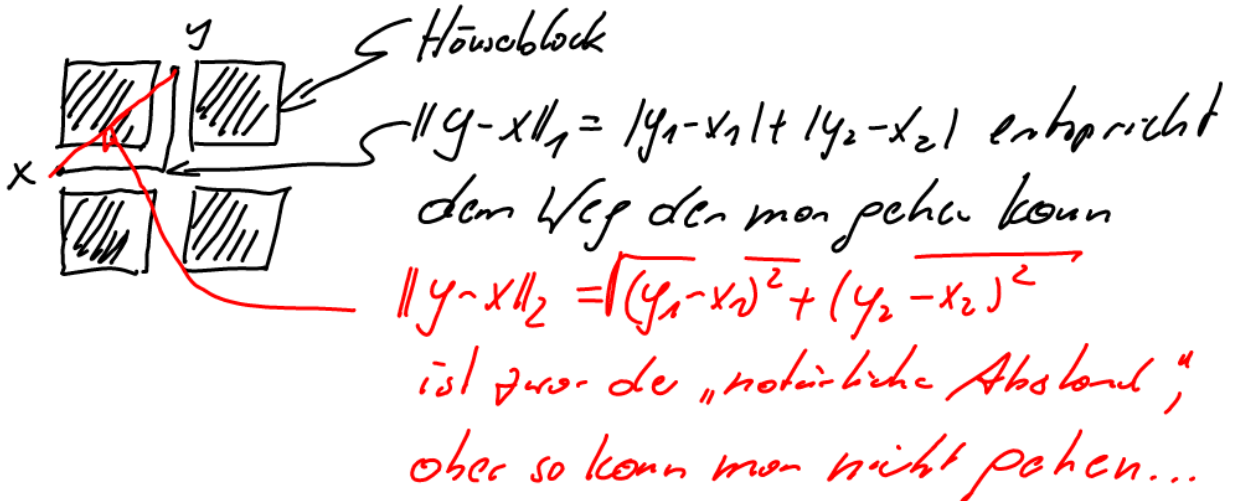 y
Häuserblock
x
‖y-x‖₁ = |y₁-x₁| + |y₂-x₂| entspricht
dem Weg den man gehen kann
‖y-x‖₂ = √((y₁-x₁)² + (y₂-x₂)²)
ist zwar der „natürliche Abstand“,
aber so kann man nicht gehen...